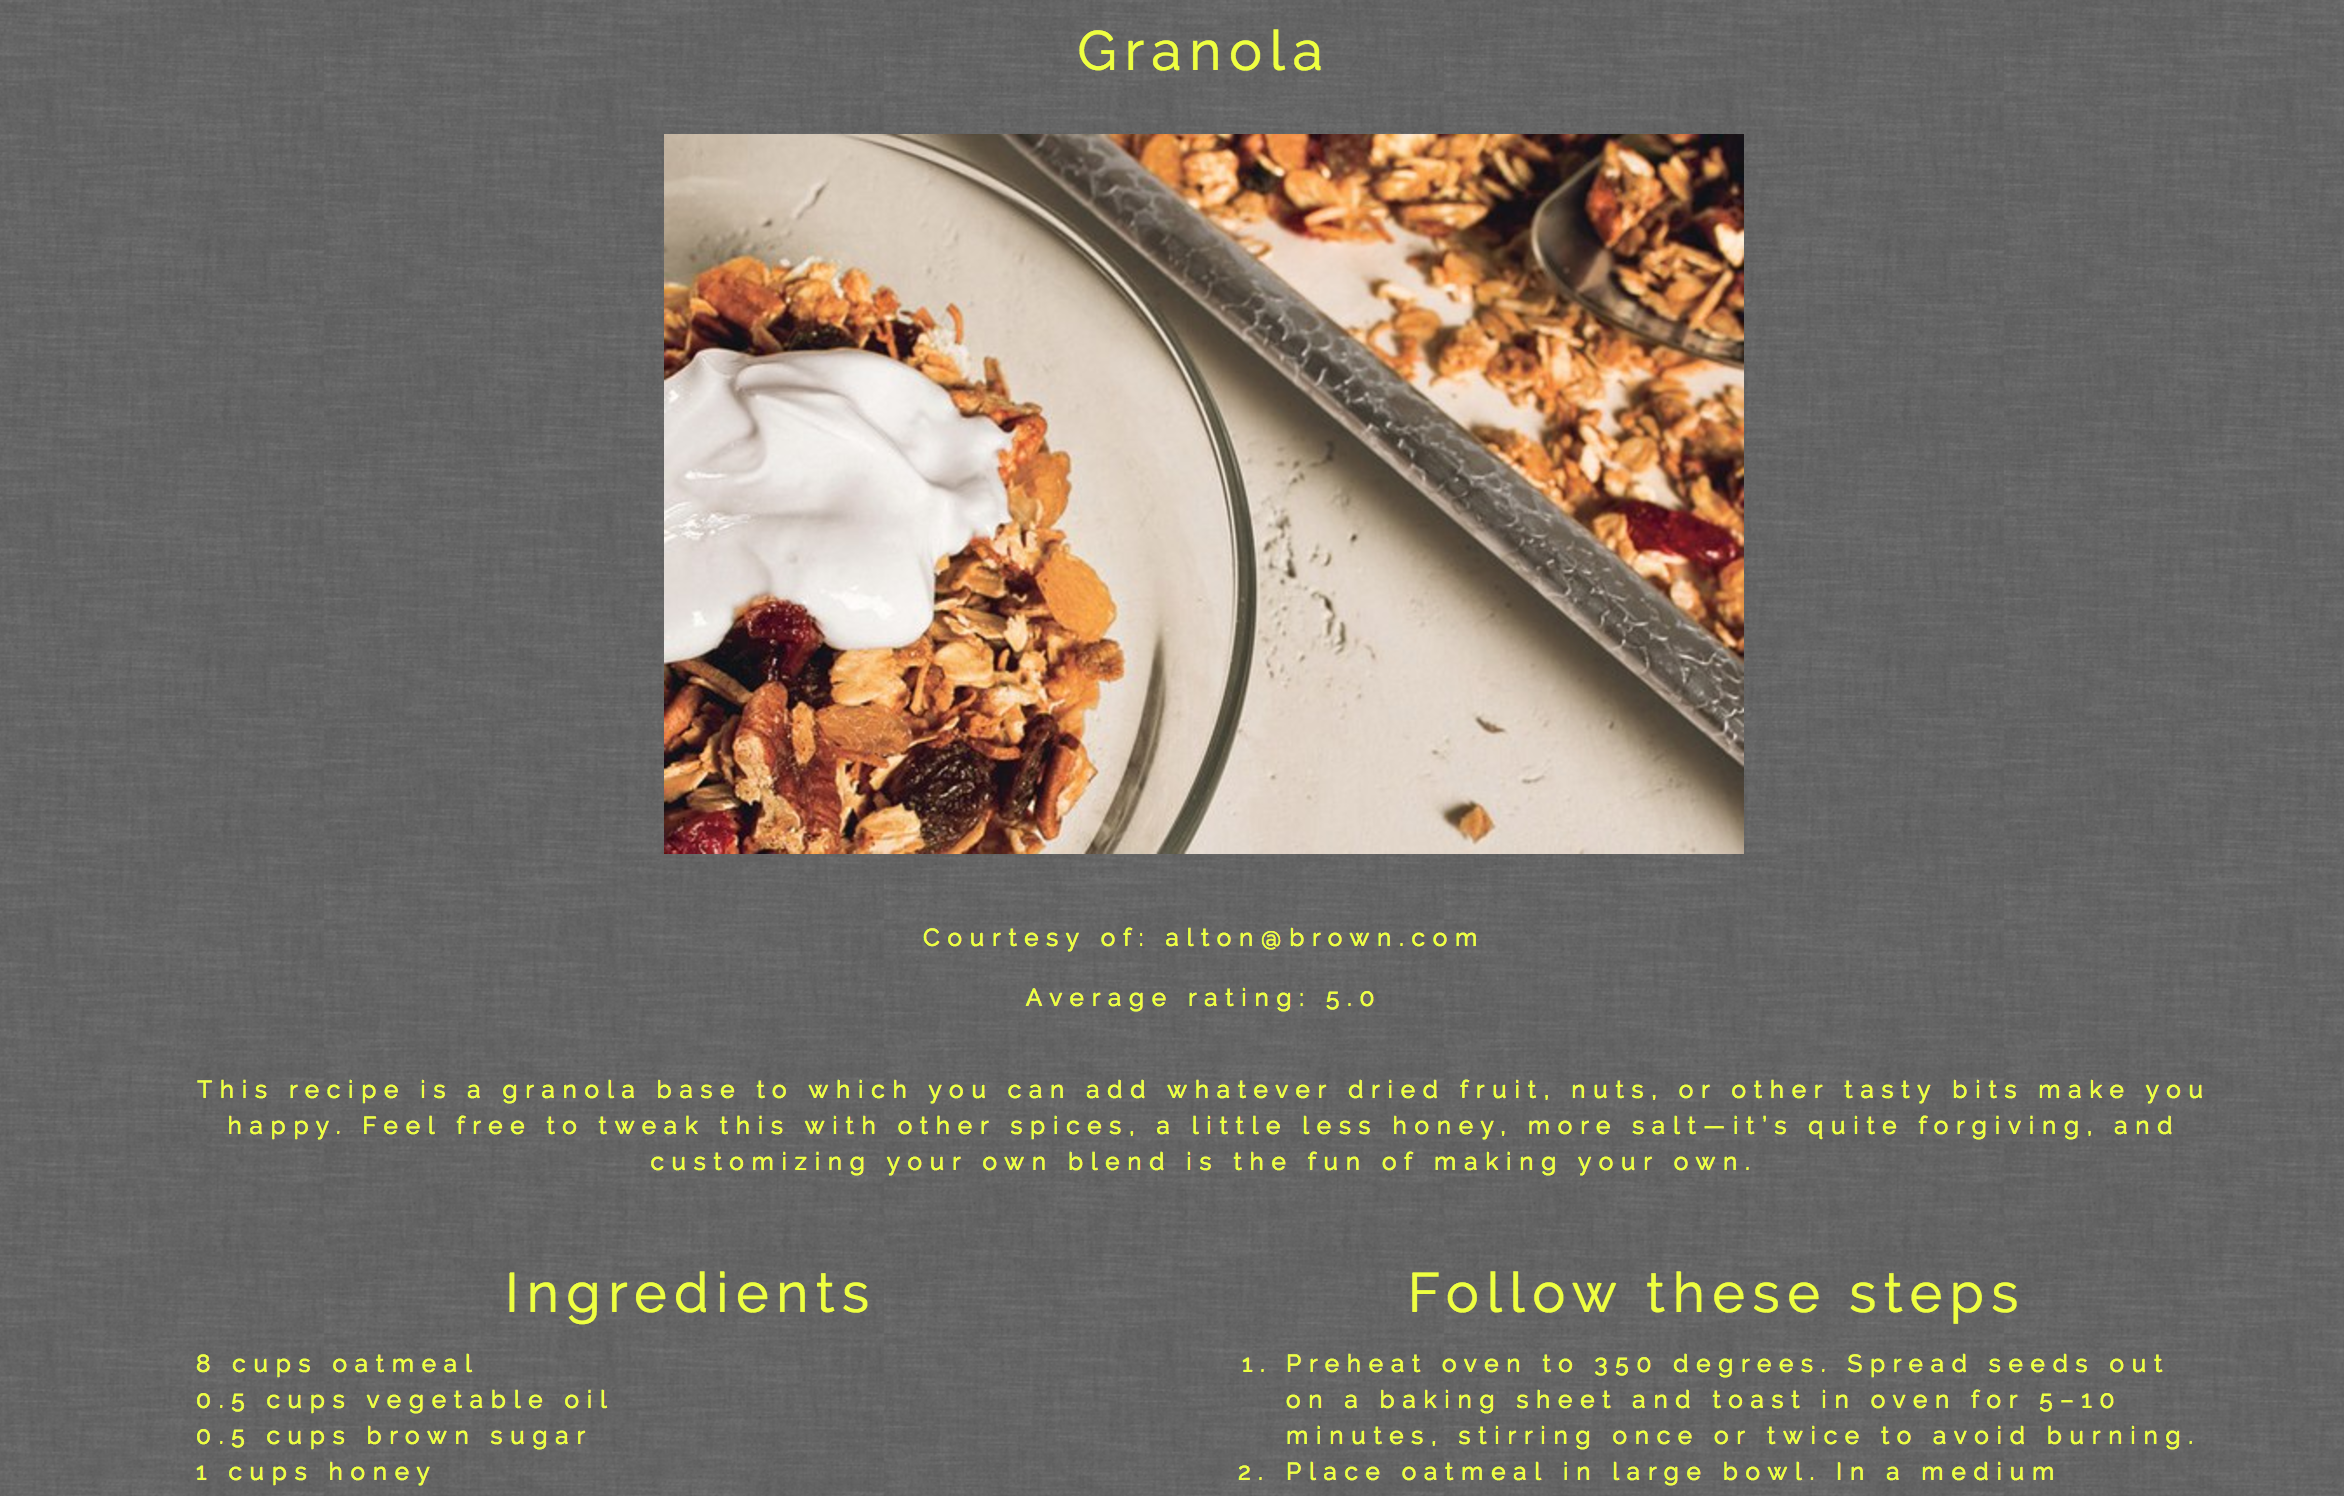 Granola
Courtesy of: alton@brown.com
Average rating: 5.0
This recipe is a granola base to which you can add whatever dried fruit, nuts, or other tasty bits make you
happy. Feel free to tweak this with other spices, a little less honey, more salt—it's quite forgiving, and
customizing your own blend is the fun of making your own.
Ingredients
8 cups oatmeal
0.5 cups vegetable oil
0.5 cups brown sugar
1 cups honey
Follow these steps
1. Preheat oven to 350 degrees. Spread seeds out
on a baking sheet and toast in oven for 5–10
minutes, stirring once or twice to avoid burning.
2. Place oatmeal in large bowl. In a medium